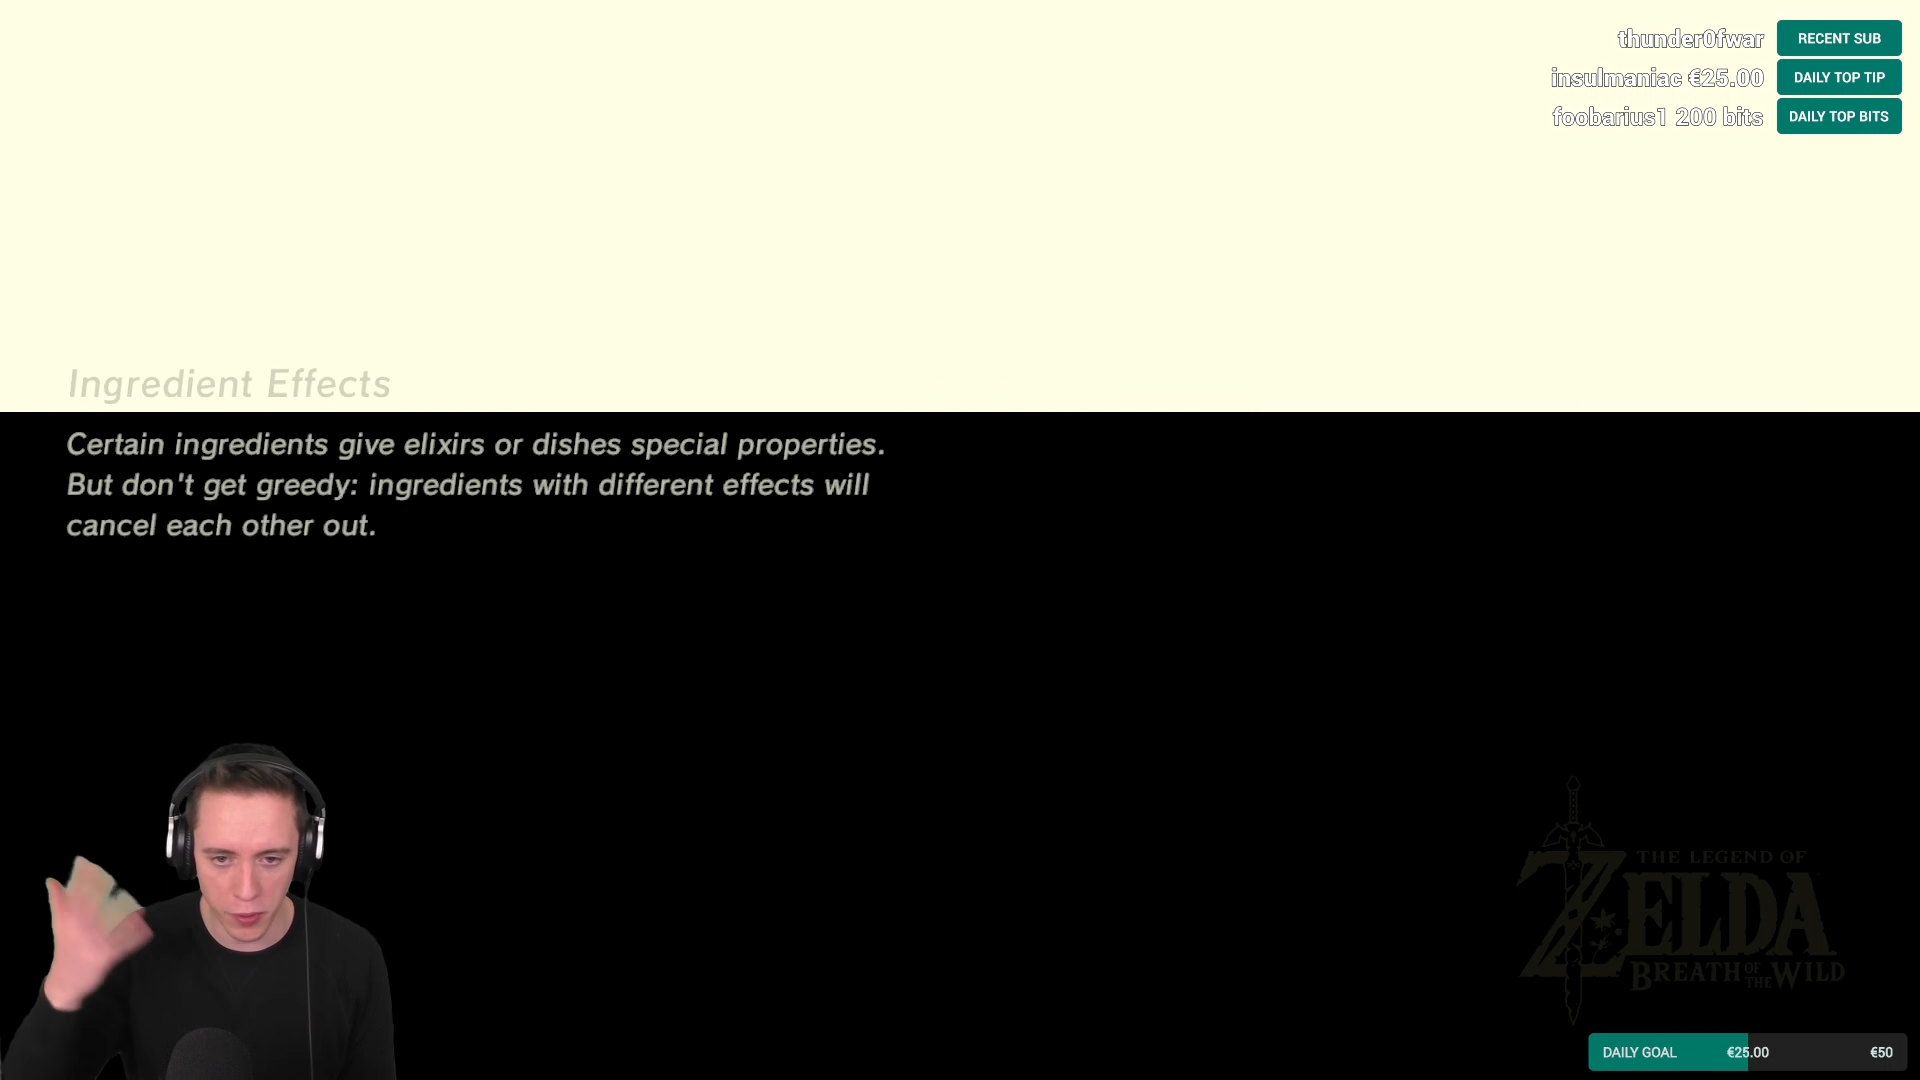 thunder0fwar RECENT SUB
insulmaniac €25.00 DAILY TOP TIP
foobarius1 200 bits DAILY TOP BITS
Ingredient Effects
Certain ingredients give elixirs or dishes special properties.
But don't get greedy: ingredients with different effects will
cancel each other out.
THE LEGEND OF
ZELDA
BREATH OF THE WILD
DAILY GOAL €25.00 €50